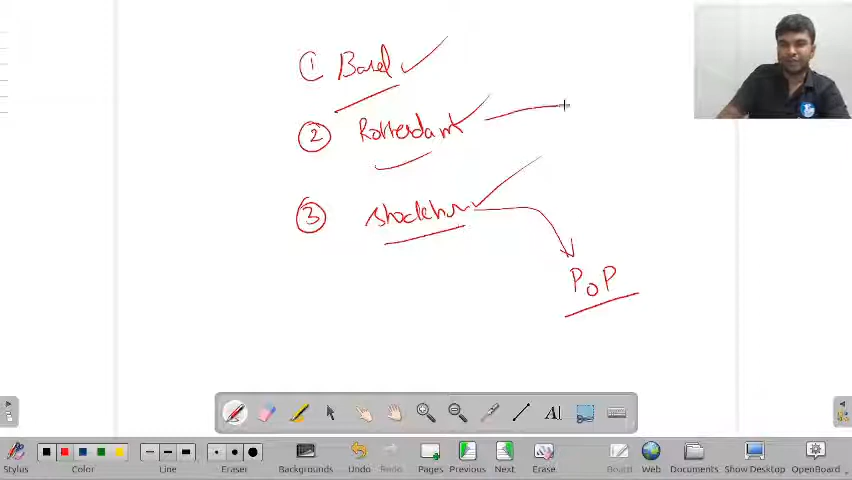 ① Basel
② Rotterdam
③ Stockholm
POP
Stylus
Color
Line
Eraser
Backgrounds
Undo
Redo
Pages
Previous
Next
Erase
Board
Web
Documents
Show Desktop
OpenBoard